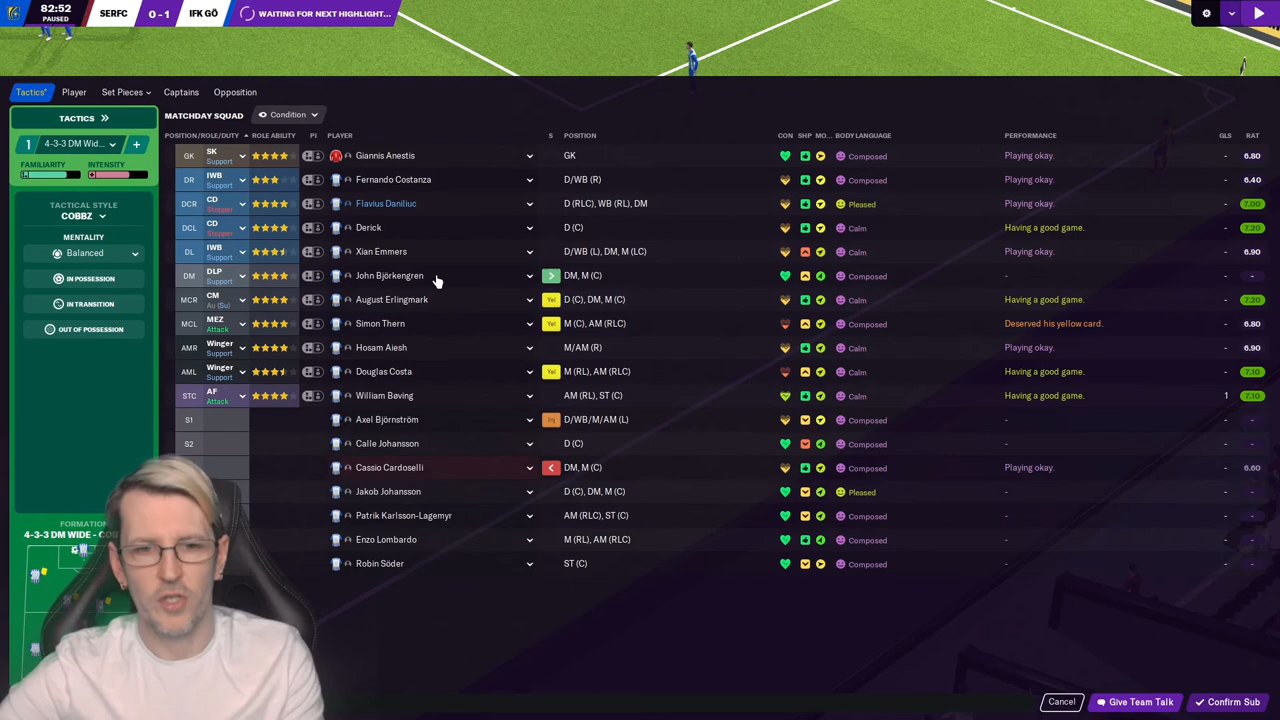 82:52
PAUSED
SERFC
0 - 1
IFK GÖ
WAITING FOR NEXT HIGHLIGHT...
Tactics* Player Set Pieces Captains Opposition
TACTICS
1 4-3-3 DM Wid... +
FAMILIARITY INTENSITY
TACTICAL STYLE
COBBZ
MENTALITY
Balanced
IN POSSESSION
IN TRANSITION
OUT OF POSSESSION
FORMATION
4-3-3 DM WIDE - CO
MATCHDAY SQUAD Condition
POSITION/ROLE/DUTY ROLE ABILITY PI PLAYER S POSITION CON SHP MO... BODY LANGUAGE PERFORMANCE GLS RAT
GK SK Support Giannis Anestis GK Composed Playing okay. - 6.80
DR IWB Support Fernando Costanza D/WB (R) Composed Playing okay. - 6.40
DCR CD Stopper Flavius Daniliuc D (RLC), WB (RL), DM Pleased Playing okay. - 7.00
DCL CD Stopper Derick D (C) Calm Having a good game. - 7.20
DL IWB Support Xian Emmers D/WB (L), DM, M (LC) Calm Playing okay. - 6.90
DM DLP Support John Björkengren DM, M (C) Composed - - -
MCR CM Au (Su) August Erlingmark Yel D (C), DM, M (C) Calm Having a good game. - 7.20
MCL MEZ Attack Simon Thern Yel M (C), AM (RLC) Composed Deserved his yellow card. - 6.80
AMR Winger Support Hosam Aiesh M/AM (R) Calm Playing okay. - 6.90
AML Winger Support Douglas Costa Yel M (RL), AM (RLC) Calm Having a good game. - 7.10
STC AF Attack William Bøving AM (RL), ST (C) Calm Having a good game. 1 7.10
S1 Axel Björnström D/WB/M/AM (L) Composed - - -
S2 Calle Johansson D (C) Composed - - -
Cassio Cardoselli DM, M (C) Composed Playing okay. - 6.60
Jakob Johansson D (C), DM, M (C) Pleased - - -
Patrik Karlsson-Lagemyr AM (RLC), ST (C) Composed - - -
Enzo Lombardo M (RL), AM (RLC) Composed - - -
Robin Söder ST (C) Composed - - -
Cancel Give Team Talk Confirm Sub